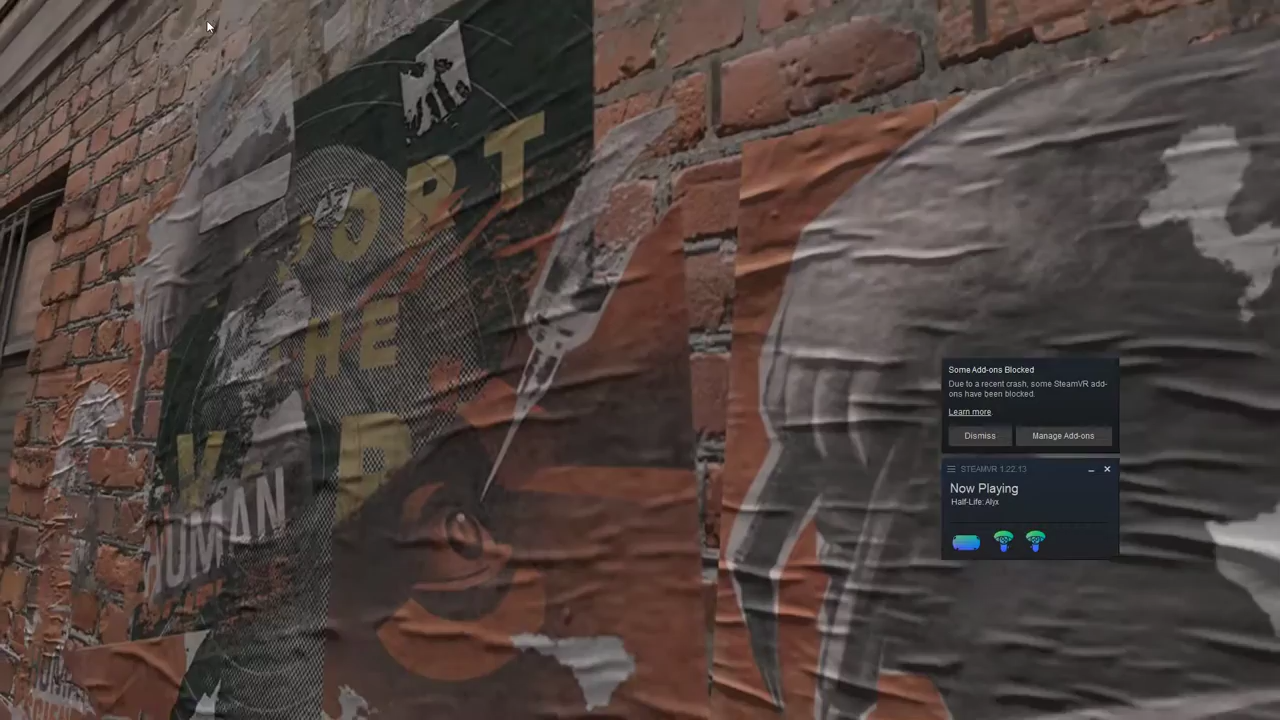 PORT
THE
HUMAN
Some Add-ons Blocked
Due to a recent crash, some SteamVR add-
ons have been blocked.
Learn more
Dismiss
Manage Add-ons
STEAMVR 1.22.13
Now Playing
Half-Life: Alyx